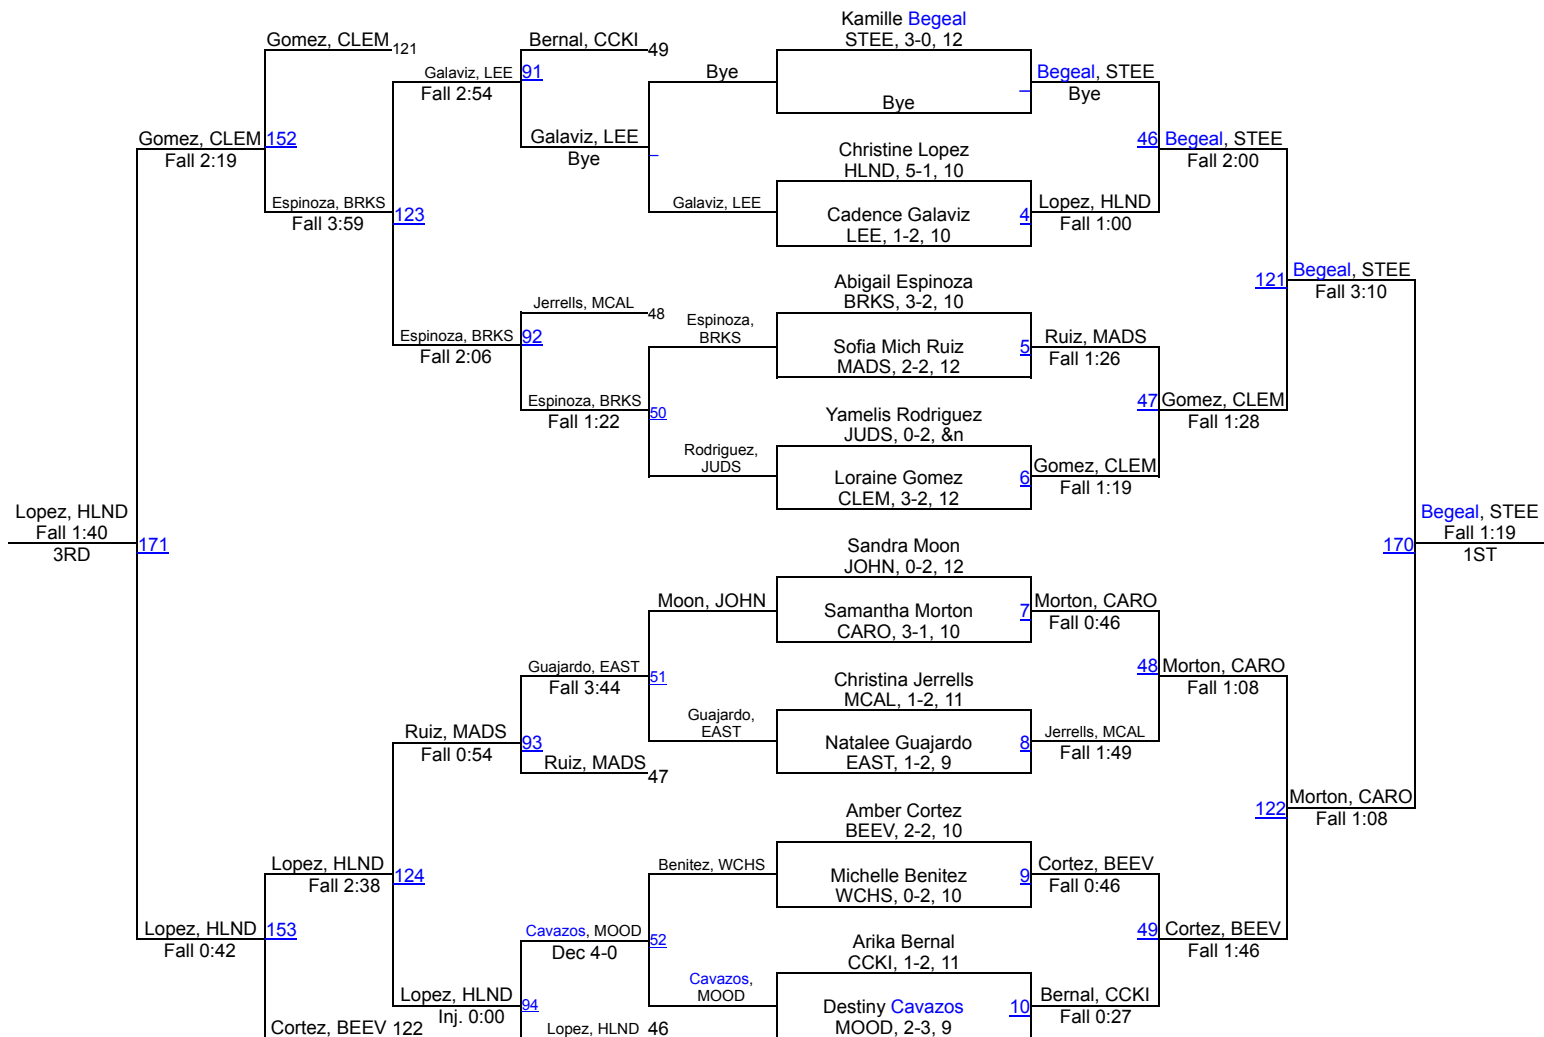 Kamille Begeal
STEE, 3-0, 12
Gomez, CLEM 121
Bernal, CCKI 49
Galaviz, LEE 91
Fall 2:54
Bye
Begeal, STEE
Bye
Bye
Gomez, CLEM 152
Fall 2:19
Galaviz, LEE
Bye
Christine Lopez
HLND, 5-1, 10
46 Begeal, STEE
Fall 2:00
Espinoza, BRKS 123
Fall 3:59
Galaviz, LEE
Cadence Galaviz 4
LEE, 1-2, 10
Lopez, HLND
Fall 1:00
Abigail Espinoza
BRKS, 3-2, 10
121 Begeal, STEE
Fall 3:10
Jerrells, MCAL 48
Espinoza, BRKS 92
Fall 2:06
Espinoza,
BRKS
Sofia Mich Ruiz 5
MADS, 2-2, 12
Ruiz, MADS
Fall 1:26
Espinoza, BRKS 50
Fall 1:22
Yamelis Rodriguez
JUDS, 0-2, &n
47 Gomez, CLEM
Fall 1:28
Rodriguez,
JUDS
Loraine Gomez 6
CLEM, 3-2, 12
Gomez, CLEM
Fall 1:19
Lopez, HLND
Fall 1:40 171
3RD
Begeal, STEE
170 Fall 1:19
1ST
Sandra Moon
JOHN, 0-2, 12
Moon, JOHN
Samantha Morton 7
CARO, 3-1, 10
Morton, CARO
Fall 0:46
Guajardo, EAST 51
Fall 3:44
Christina Jerrells
MCAL, 1-2, 11
48 Morton, CARO
Fall 1:08
Ruiz, MADS 93
Fall 0:54
Ruiz, MADS 47
Guajardo,
EAST
Natalee Guajardo 8
EAST, 1-2, 9
Jerrells, MCAL
Fall 1:49
Amber Cortez
BEEV, 2-2, 10
122 Morton, CARO
Fall 1:08
Lopez, HLND 124
Fall 2:38
Benitez, WCHS
Michelle Benitez 9
WCHS, 0-2, 10
Cortez, BEEV
Fall 0:46
Lopez, HLND 153
Fall 0:42
Cavazos, MOOD 52
Dec 4-0
Arika Bernal
CCKI, 1-2, 11
49 Cortez, BEEV
Fall 1:46
Lopez, HLND 94
Inj. 0:00
Cavazos,
MOOD
Destiny Cavazos 10
MOOD, 2-3, 9
Bernal, CCKI
Fall 0:27
Cortez, BEEV 122
Lopez, HLND 46